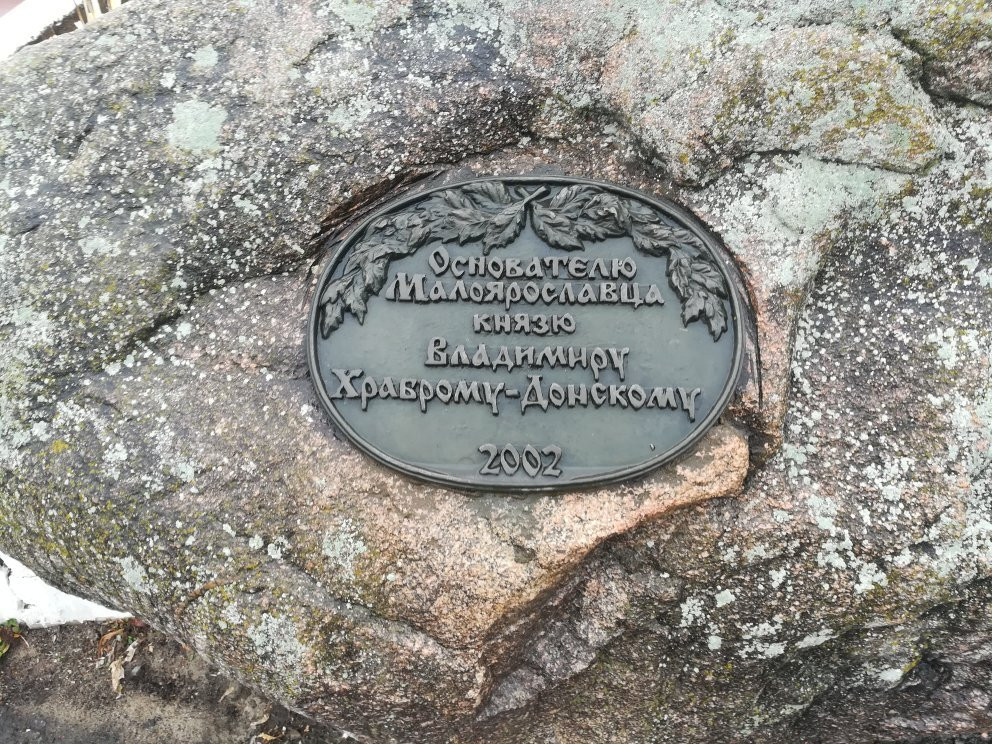 Основателю
Малоярославца
князю
Владимиру
Храброму-Донскому
2002